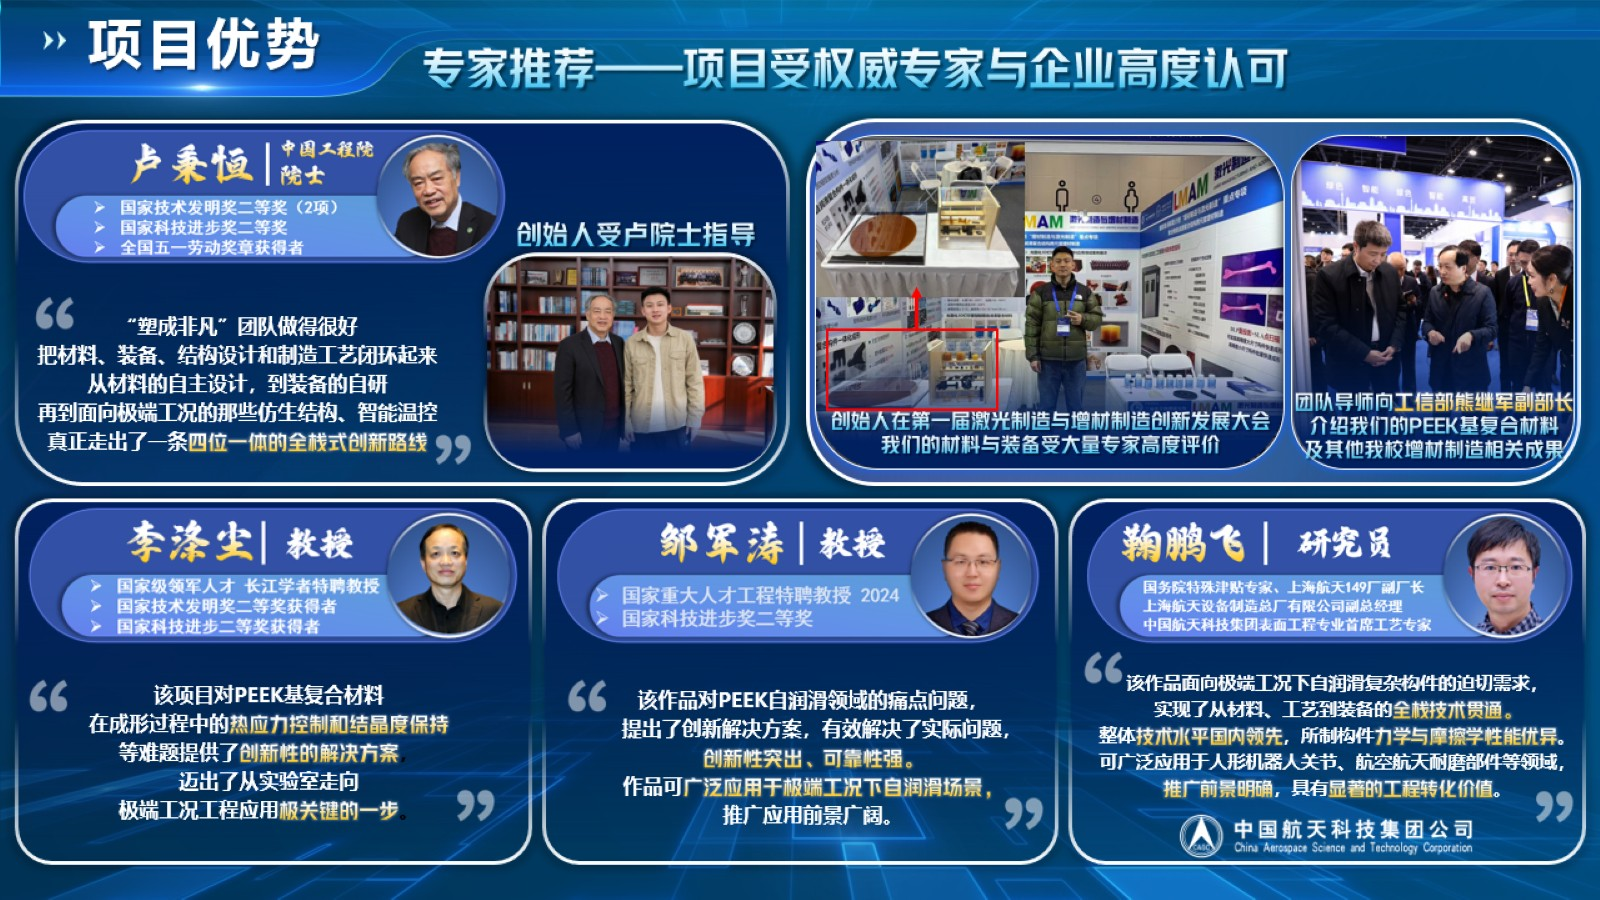 项目优势
专家推荐——项目受权威专家与企业高度认可
卢秉恒
中国工程院
院士
国家技术发明奖二等奖（2项）
国家科技进步奖二等奖
全国五一劳动奖章获得者
创始人受卢院士指导
“塑成非凡”团队做得很好
把材料、装备、结构设计和制造工艺闭环起来
从材料的自主设计，到装备的自研
再到面向极端工况的那些仿生结构、智能温控
真正走出了一条四位一体的全栈式创新路线
MAM 激光制造与增材制造
LMAM
创始人在第一届激光制造与增材制造创新发展大会
我们的材料与装备受大量专家高度评价
团队导师向工信部熊继军副部长
介绍我们的PEEK基复合材料
及其他我校增材制造相关成果
李涤尘 教授
国家级领军人才 长江学者特聘教授
国家技术发明奖二等奖获得者
国家科技进步二等奖获得者
该项目对PEEK基复合材料
在成形过程中的热应力控制和结晶度保持
等难题提供了创新性的解决方案，
迈出了从实验室走向
极端工况工程应用极关键的一步。
邹军涛 教授
国家重大人才工程特聘教授 2024
国家科技进步奖二等奖
该作品对PEEK自润滑领域的痛点问题，
提出了创新解决方案，有效解决了实际问题，
创新性突出、可靠性强。
作品可广泛应用于极端工况下自润滑场景，
推广应用前景广阔。
鞠鹏飞 研究员
国务院特殊津贴专家、上海航天149厂副厂长
上海航天设备制造总厂有限公司副总经理
中国航天科技集团表面工程专业首席工艺专家
该作品面向极端工况下自润滑复杂构件的迫切需求，
实现了从材料、工艺到装备的全栈技术贯通。
整体技术水平国内领先，所制构件力学与摩擦学性能优异。
可广泛应用于人形机器人关节、航空航天耐磨部件等领域，
推广前景明确，具有显著的工程转化价值。
CASC
中国航天科技集团公司
China Aerospace Science and Technology Corporation